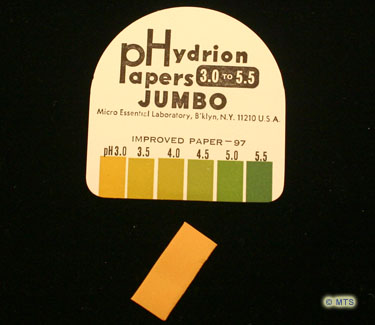 pHydrion
Papers 3.0 TO 5.5
JUMBO
Micro Essential Laboratory, B'klyn, N.Y. 11210 U.S.A.
IMPROVED PAPER-97
pH3.0 3.5 4.0 4.5 5.0 5.5
© MTS